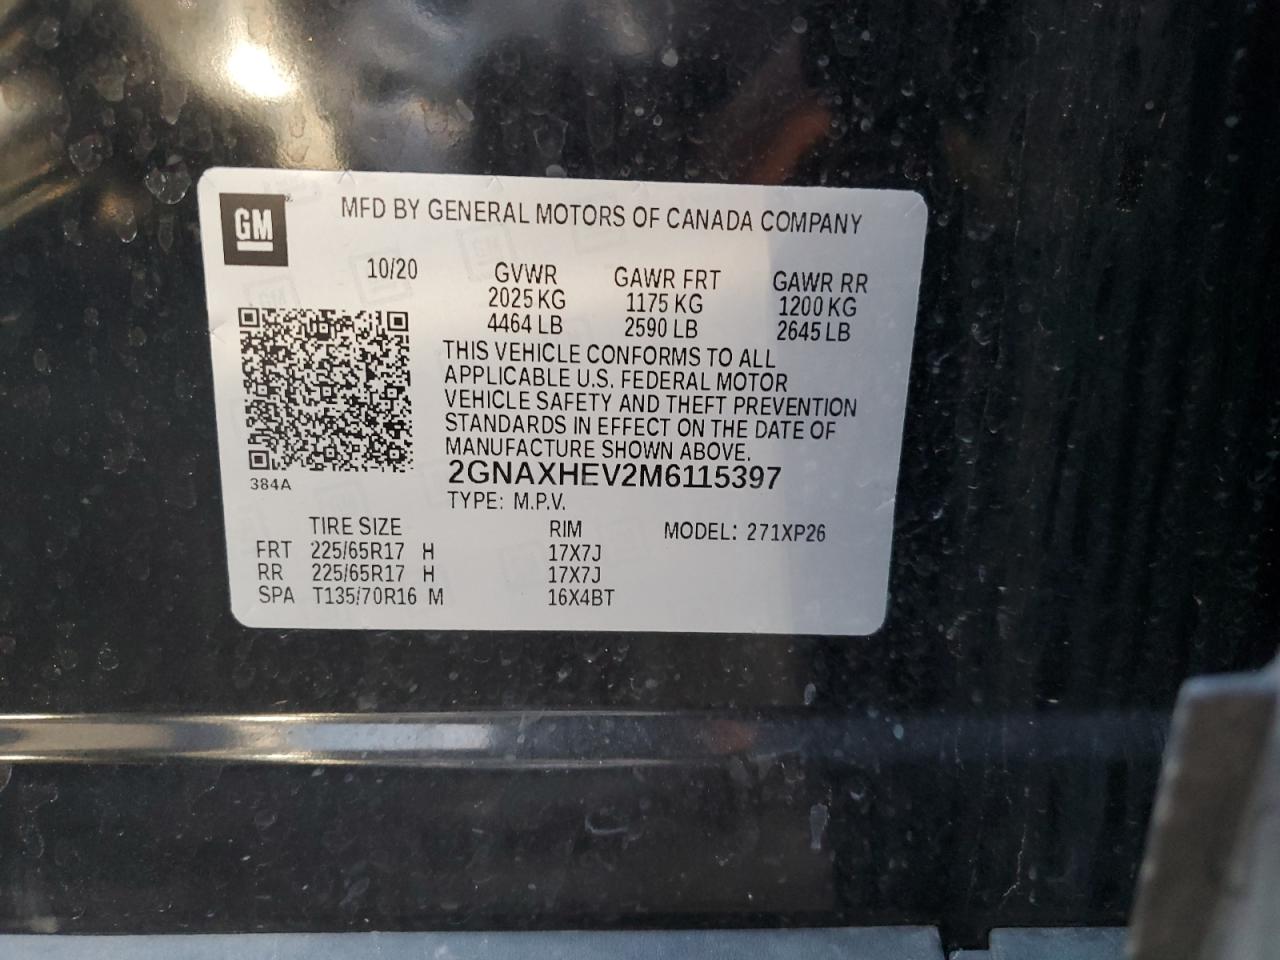 GM
MFD BY GENERAL MOTORS OF CANADA COMPANY
10/20 GVWR GAWR FRT GAWR RR
2025 KG 1175 KG 1200 KG
4464 LB 2590 LB 2645 LB
THIS VEHICLE CONFORMS TO ALL
APPLICABLE U.S. FEDERAL MOTOR
VEHICLE SAFETY AND THEFT PREVENTION
STANDARDS IN EFFECT ON THE DATE OF
MANUFACTURE SHOWN ABOVE.
2GNAXHEV2M6115397
384A
TYPE: M.P.V.
TIRE SIZE RIM MODEL: 271XP26
FRT 225/65R17 H 17X7J
RR 225/65R17 H 17X7J
SPA T135/70R16 M 16X4BT